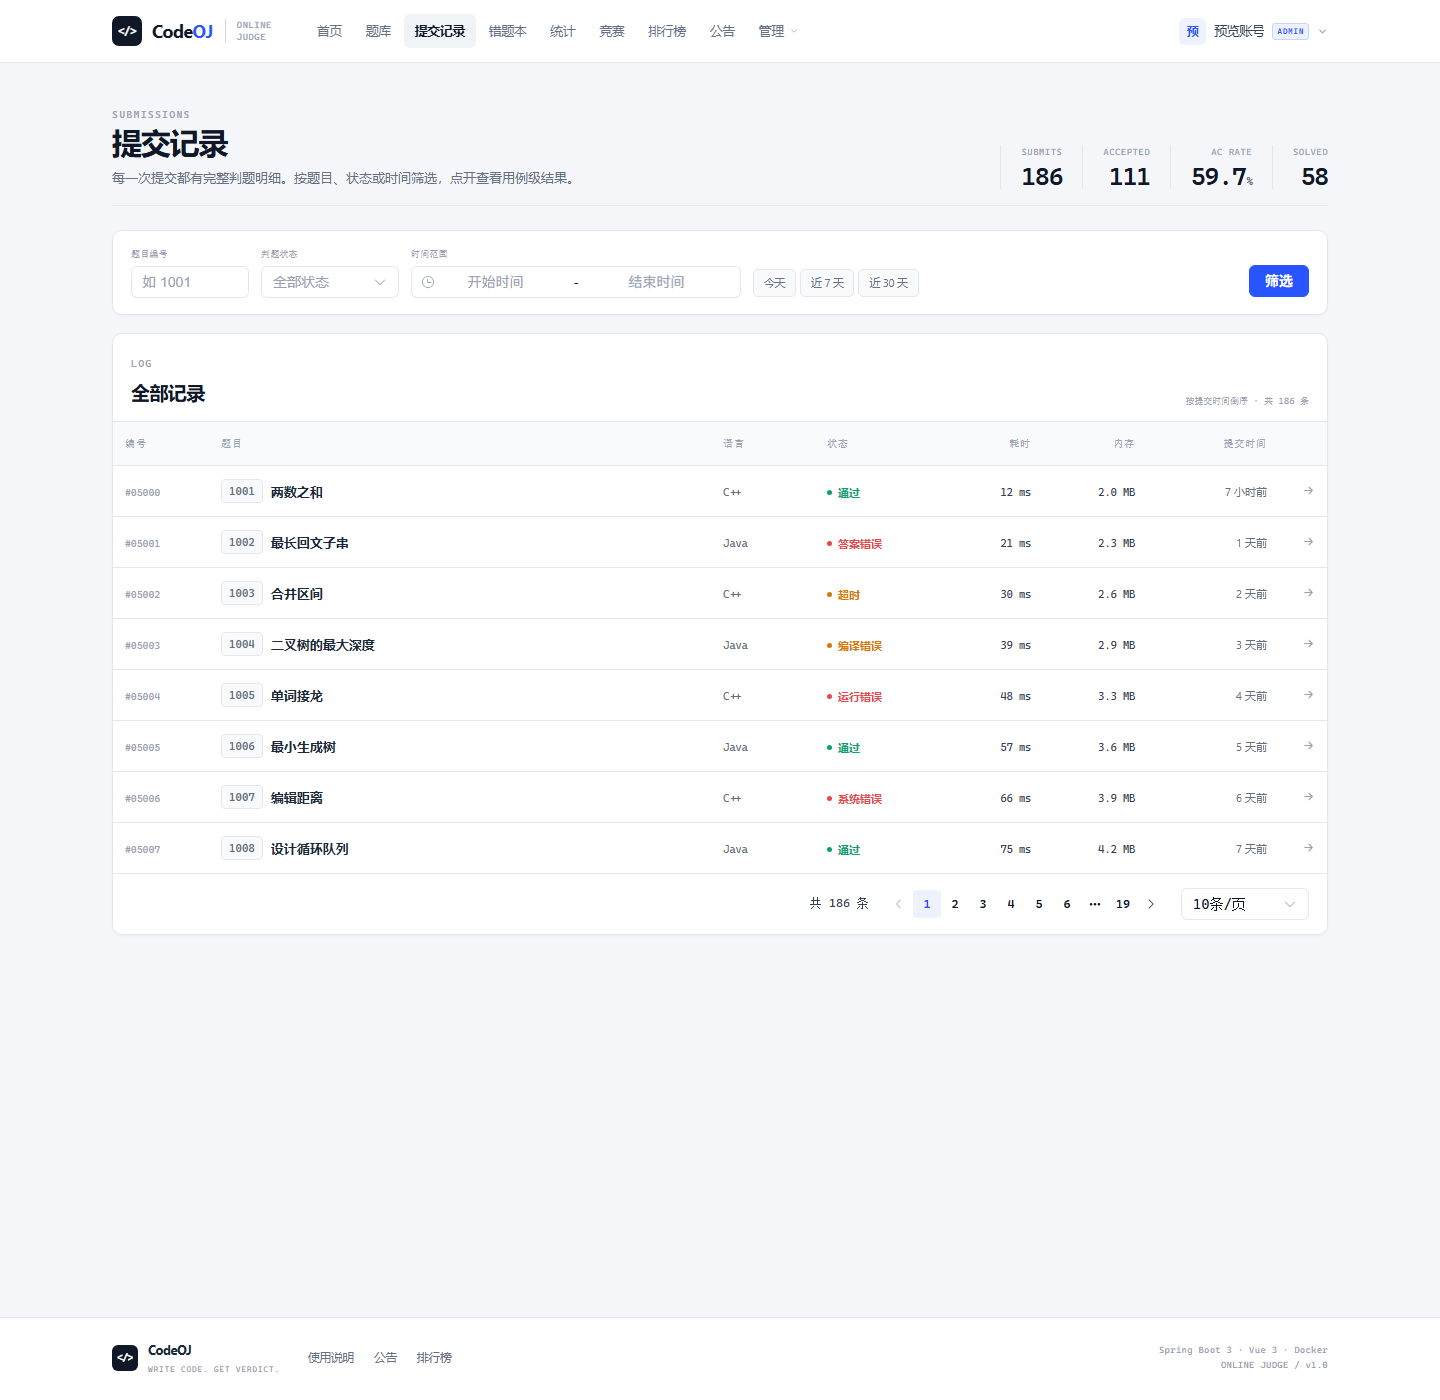 </> CodeOJ ONLINE JUDGE 首页 题库 提交记录 错题本 统计 竞赛 排行榜 公告 管理 预 预览账号 ADMIN
SUBMISSIONS
提交记录
每一次提交都有完整判题明细。按题目、状态或时间筛选，点开查看用例级结果。
SUBMITS ACCEPTED AC RATE SOLVED
186 111 59.7% 58
题目编号 判题状态 时间范围
如 1001 全部状态 开始时间 - 结束时间 今天 近 7 天 近 30 天 筛选
LOG
全部记录
按提交时间倒序 · 共 186 条
编号 题目 语言 状态 耗时 内存 提交时间
#05000 1001 两数之和 C++ 通过 12 ms 2.0 MB 7 小时前 →
#05001 1002 最长回文子串 Java 答案错误 21 ms 2.3 MB 1 天前 →
#05002 1003 合并区间 C++ 超时 30 ms 2.6 MB 2 天前 →
#05003 1004 二叉树的最大深度 Java 编译错误 39 ms 2.9 MB 3 天前 →
#05004 1005 单词接龙 C++ 运行错误 48 ms 3.3 MB 4 天前 →
#05005 1006 最小生成树 Java 通过 57 ms 3.6 MB 5 天前 →
#05006 1007 编辑距离 C++ 系统错误 66 ms 3.9 MB 6 天前 →
#05007 1008 设计循环队列 Java 通过 75 ms 4.2 MB 7 天前 →
共 186 条 1 2 3 4 5 6 ••• 19 10条/页
</> CodeOJ
WRITE CODE. GET VERDICT.
使用说明 公告 排行榜
Spring Boot 3 · Vue 3 · Docker
ONLINE JUDGE / v1.0